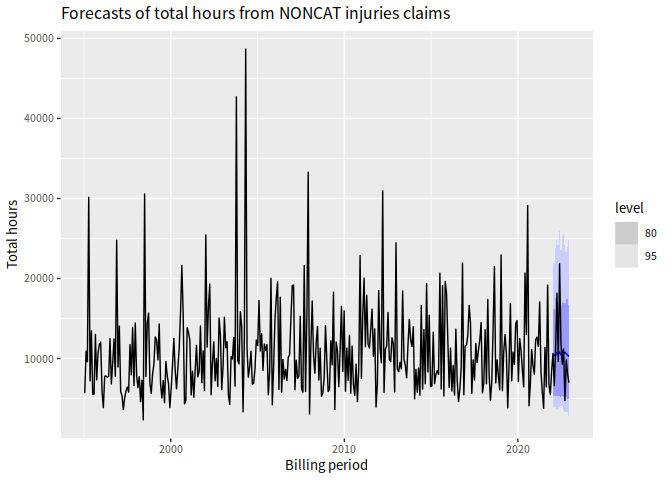 Forecasts of total hours from NONCAT injuries claims
50000
40000
30000
20000
10000
Total hours
2000
2010
2020
Billing period
level
80
95